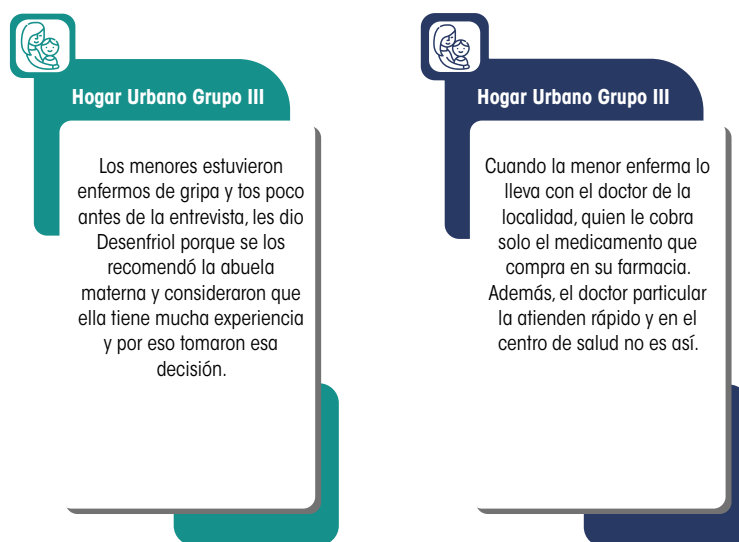 Hogar Urbano Grupo III
Los menores estuvieron
enfermos de gripa y tos poco
antes de la entrevista, les dio
Desenfriol porque se los
recomendó la abuela
materna y consideraron que
ella tiene mucha experiencia
y por eso tomaron esa
decisión.
Hogar Urbano Grupo III
Cuando la menor enferma lo
lleva con el doctor de la
localidad, quien le cobra
solo el medicamento que
compra en su farmacia.
Además, el doctor particular
la atienden rápido y en el
centro de salud no es así.